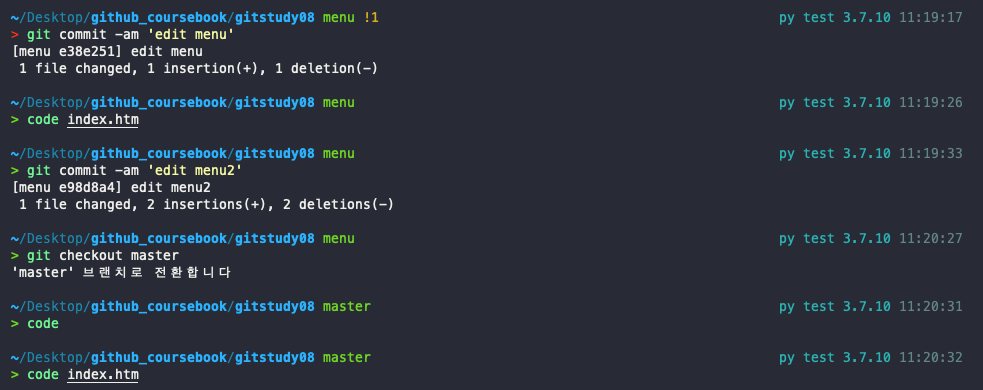 ~/Desktop/github_coursebook/gitstudy08 menu !1 py test 3.7.10 11:19:17
> git commit -am 'edit menu'
[menu e38e251] edit menu
 1 file changed, 1 insertion(+), 1 deletion(-)
~/Desktop/github_coursebook/gitstudy08 menu py test 3.7.10 11:19:26
> code index.htm
~/Desktop/github_coursebook/gitstudy08 menu py test 3.7.10 11:19:33
> git commit -am 'edit menu2'
[menu e98d8a4] edit menu2
 1 file changed, 2 insertions(+), 2 deletions(-)
~/Desktop/github_coursebook/gitstudy08 menu py test 3.7.10 11:20:27
> git checkout master
'master' 브랜치로 전환합니다
~/Desktop/github_coursebook/gitstudy08 master py test 3.7.10 11:20:31
> code
~/Desktop/github_coursebook/gitstudy08 master py test 3.7.10 11:20:32
> code index.htm